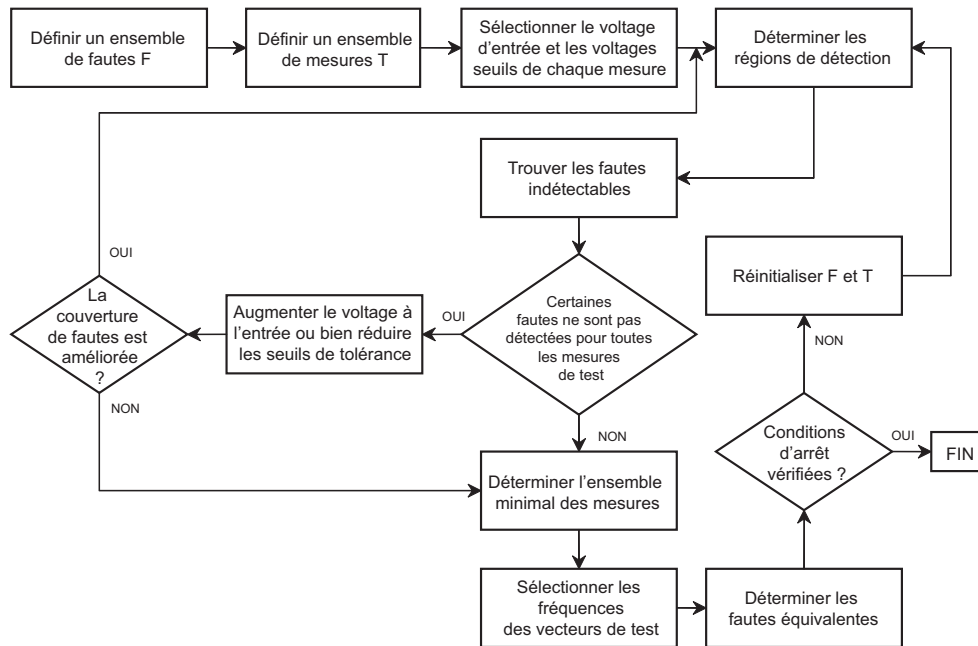 Définir un ensemble
de fautes F
Définir un ensemble
de mesures T
Sélectionner le voltage
d'entrée et les voltages
seuils de chaque mesure
Déterminer les
régions de détection
Trouver les fautes
indétectables
OUI
La
couverture
de fautes est
améliorée
?
NON
Augmenter le voltage à
l'entrée ou bien réduire
les seuils de tolérance
OUI
Certaines
fautes ne sont pas
détectées pour toutes
les mesures
de test
NON
Réinitialiser F et T
NON
Conditions
d'arrêt
vérifiées ?
OUI
FIN
Déterminer l'ensemble
minimal des mesures
Sélectionner les
fréquences
des vecteurs de test
Déterminer les
fautes équivalentes